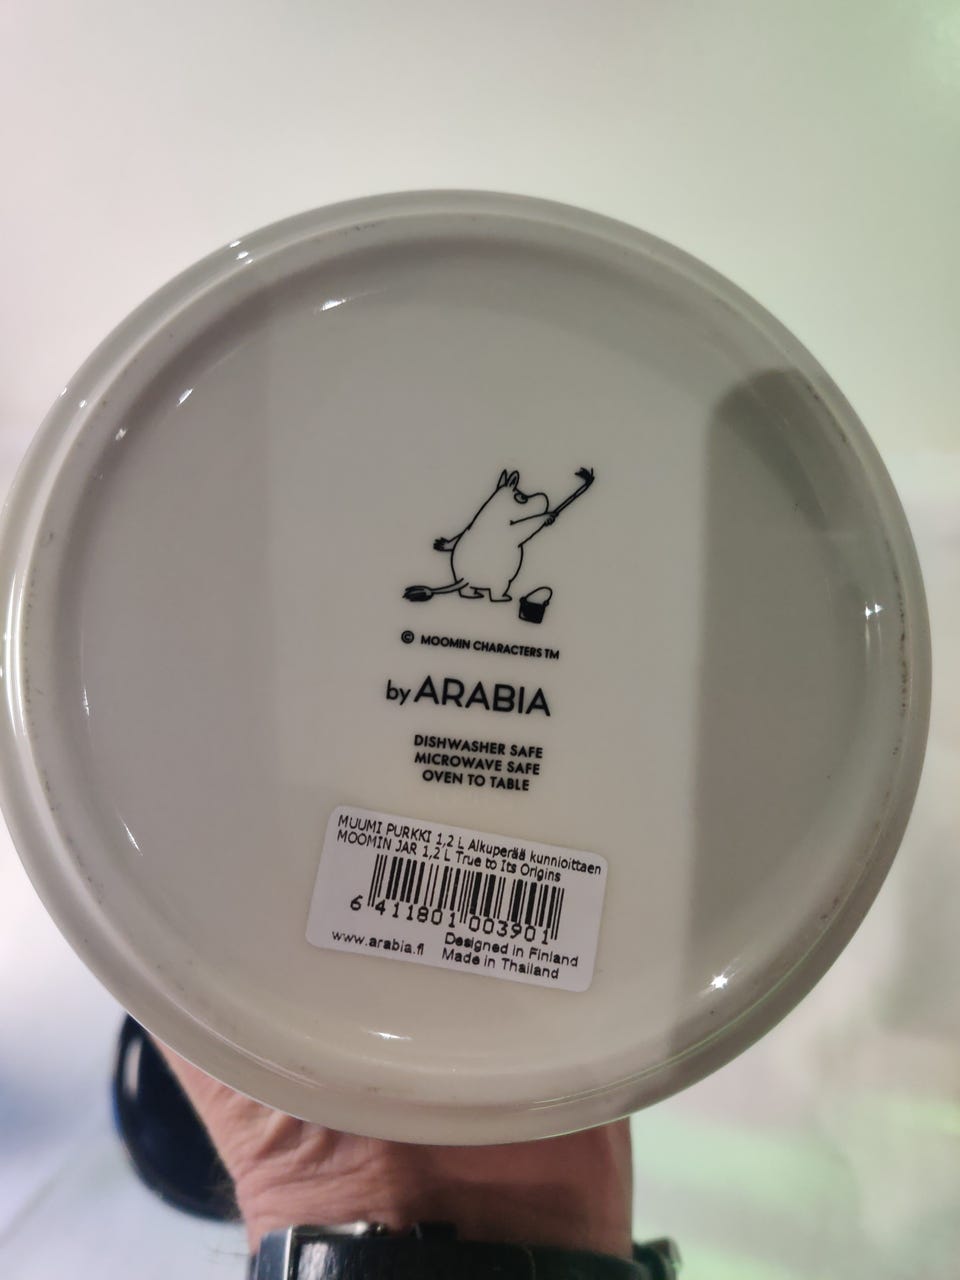 © MOOMIN CHARACTERS TM
by ARABIA
DISHWASHER SAFE
MICROWAVE SAFE
OVEN TO TABLE
MUUMI PURKKI 1,2 L Alkuperää kunnioittaen
MOOMIN JAR 1,2 L True to Its Origins
6 411801 003901
www.arabia.fi Designed in Finland
Made in Thailand